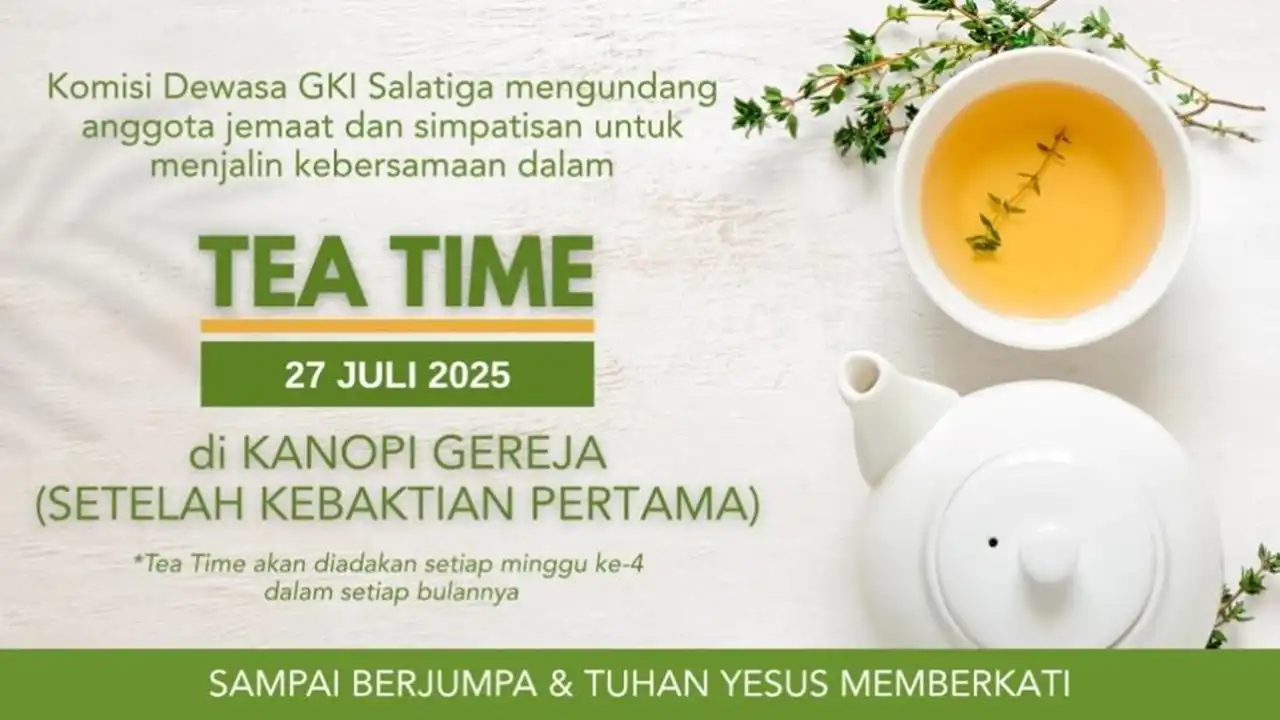 Komisi Dewasa GKI Salatiga mengundang
anggota jemaat dan simpatisan untuk
menjalin kebersamaan dalam
TEA TIME
27 JULI 2025
di KANOPI GEREJA
(SETELAH KEBAKTIAN PERTAMA)
*Tea Time akan diadakan setiap minggu ke-4
dalam setiap bulannya
SAMPAI BERJUMPA & TUHAN YESUS MEMBERKATI